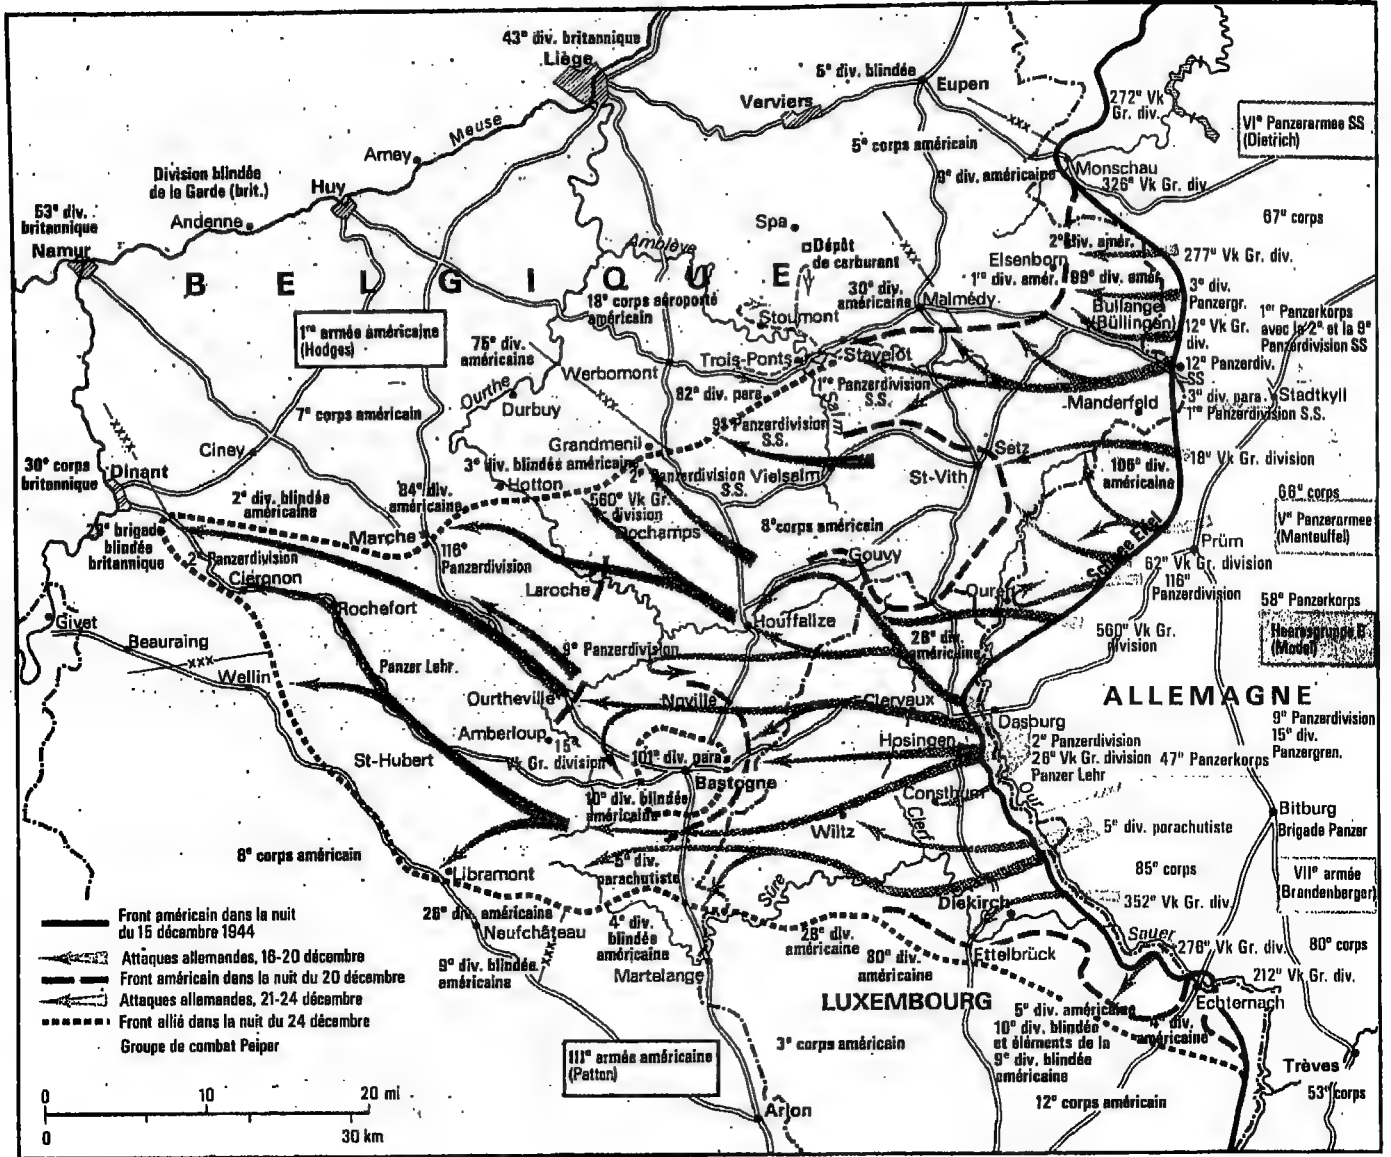 43e div. britannique
Liège
6e div. blindée
Eupen
Verviers
272e Vk
Gr. div.
VIe Panzerarmee SS
(Dietrich)
Meuse
Amay
5e corps américain
Monschau
9e div. américaine
326e Vk Gr. div.
Division blindée
de la Garde (brit.)
Huy
Andenne
53e div.
britannique
Namur
67e corps
Spa
Amblève
Dépôt
de carburant
xxx
2e div. amér.
Elsenborn
277e Vk Gr. div.
1re div. amér.
99e div. amér.
BELGIQUE
30e div.
américaine
Malmédy
3e div.
Panzergr.
18e corps aéroporté
américain
Stoumont
Bullange
(Büllingen)
12e Vk Gr.
div.
1er Panzerkorps
avec la 2e et la 9e
Panzerdivision SS
1re armée américaine
(Hodges)
75e div.
américaine
Werbomont
Trois-Ponts
Stavelot
12e Panzerdiv.
SS
Ourthe
Durbuy
82e div. para.
1re Panzerdivision
S.S.
Salm
Manderfeld
3e div. para.
Stadtkyll
1re Panzerdivision S.S.
7e corps américain
xxx
9e Panzerdivision
S.S.
Ciney
Grandmenil
Setz
3e div. blindée américaine
30e corps
britannique
Dinant
xxxxx
Hotton
2e Panzerdivision
S.S.
Vielsalm
St-Vith
106e div.
américaine
18e Vk Gr. division
2e div. blindée
américaine
84e div.
américaine
560e Vk Gr.
division
Dochamps
8e corps américain
66e corps
Ve Panzerarmee
(Manteuffel)
29e brigade
blindée
britannique
2e Panzerdivision
Marche
116e
Panzerdivision
Gouvy
Schnee Eifel
Prüm
62e Vk Gr. division
116e
Panzerdivision
Ciergnon
Laroche
Ouren
58e Panzerkorps
Rochefort
Houffalize
Givet
Beauraing
28e div.
américaine
560e Vk Gr.
division
Heeresgruppe B
(Model)
xxx
Wellin
Panzer Lehr.
9e Panzerdivision
Ourtheville
Noville
Clervaux
ALLEMAGNE
Dasburg
9e Panzerdivision
15e div.
Panzergren.
Amberloup
15e
Vk Gr. division
101e div. para.
Bastogne
Hosingen
2e Panzerdivision
26e Vk Gr. division
Panzer Lehr
47e Panzerkorps
St-Hubert
10e div. blindée
américaine
Consthum
Our
Bitburg
Brigade Panzer
Wiltz
Clerf
5e div. parachutiste
8e corps américain
5e div.
parachutiste
85e corps
VIIe armée
(Brandenberger)
Libramont
Sûre
Diekirch
352e Vk Gr. div.
26e div. américaine
Neufchâteau
4e div.
blindée
américaine
26e div.
américaine
Ettelbrück
Sauer
276e Vk Gr. div.
80e corps
xxx
9e div. blindée
américaine
Martelange
80e div.
américaine
212e Vk Gr. div.
Echternach
LUXEMBOURG
5e div. américaine
10e div. blindée
et éléments de la
9e div. blindée
américaine
4e div.
américaine
IIIe armée américaine
(Patton)
3e corps américain
Trèves
53e corps
12e corps américain
Arlon
Front américain dans la nuit
du 15 décembre 1944
Attaques allemandes, 16-20 décembre
Front américain dans la nuit du 20 décembre
Attaques allemandes, 21-24 décembre
Front allié dans la nuit du 24 décembre
Groupe de combat Peiper
0 10 20 mi
0 30 km